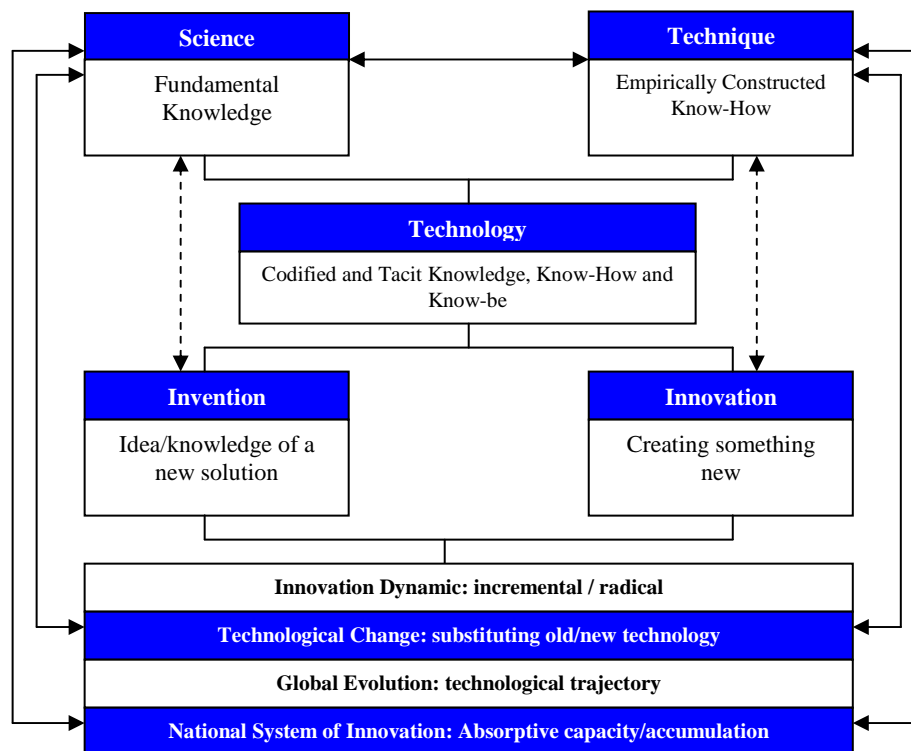 Science
Fundamental
Knowledge
Technique
Empirically Constructed
Know-How
Technology
Codified and Tacit Knowledge, Know-How and
Know-be
Invention
Idea/knowledge of a
new solution
Innovation
Creating something
new
Innovation Dynamic: incremental / radical
Technological Change: substituting old/new technology
Global Evolution: technological trajectory
National System of Innovation: Absorptive capacity/accumulation